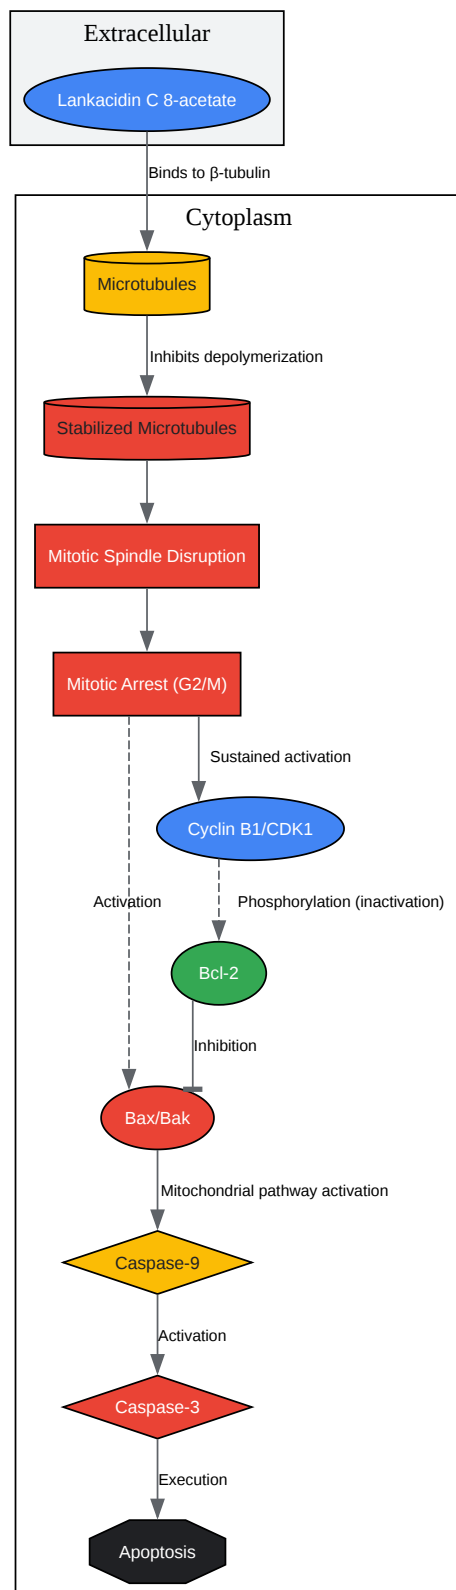 Extracellular
Lankacidin C 8-acetate
Binds to β-tubulin
Cytoplasm
Microtubules
Inhibits depolymerization
Stabilized Microtubules
Mitotic Spindle Disruption
Mitotic Arrest (G2/M)
Sustained activation
Cyclin B1/CDK1
Activation
Phosphorylation (inactivation)
Bcl-2
Inhibition
Bax/Bak
Mitochondrial pathway activation
Caspase-9
Activation
Caspase-3
Execution
Apoptosis